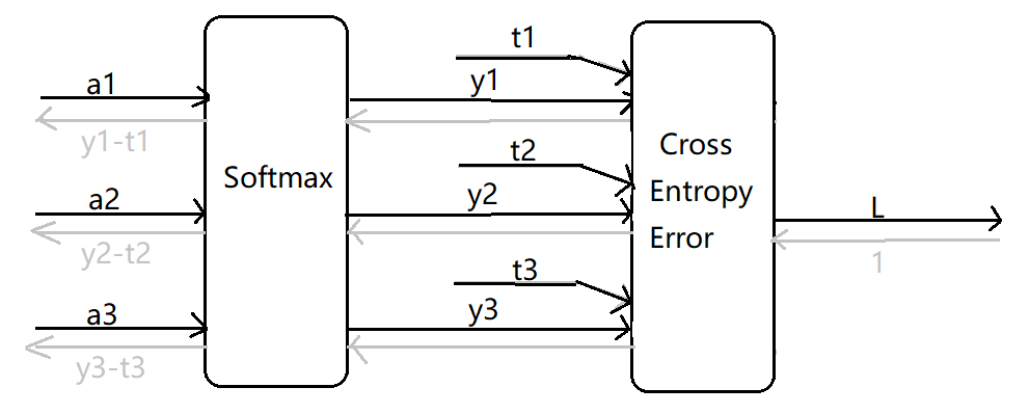 a1
y1-t1
a2
y2-t2
a3
y3-t3
Softmax
t1
y1
t2
y2
t3
y3
Cross
Entropy
Error
L
1